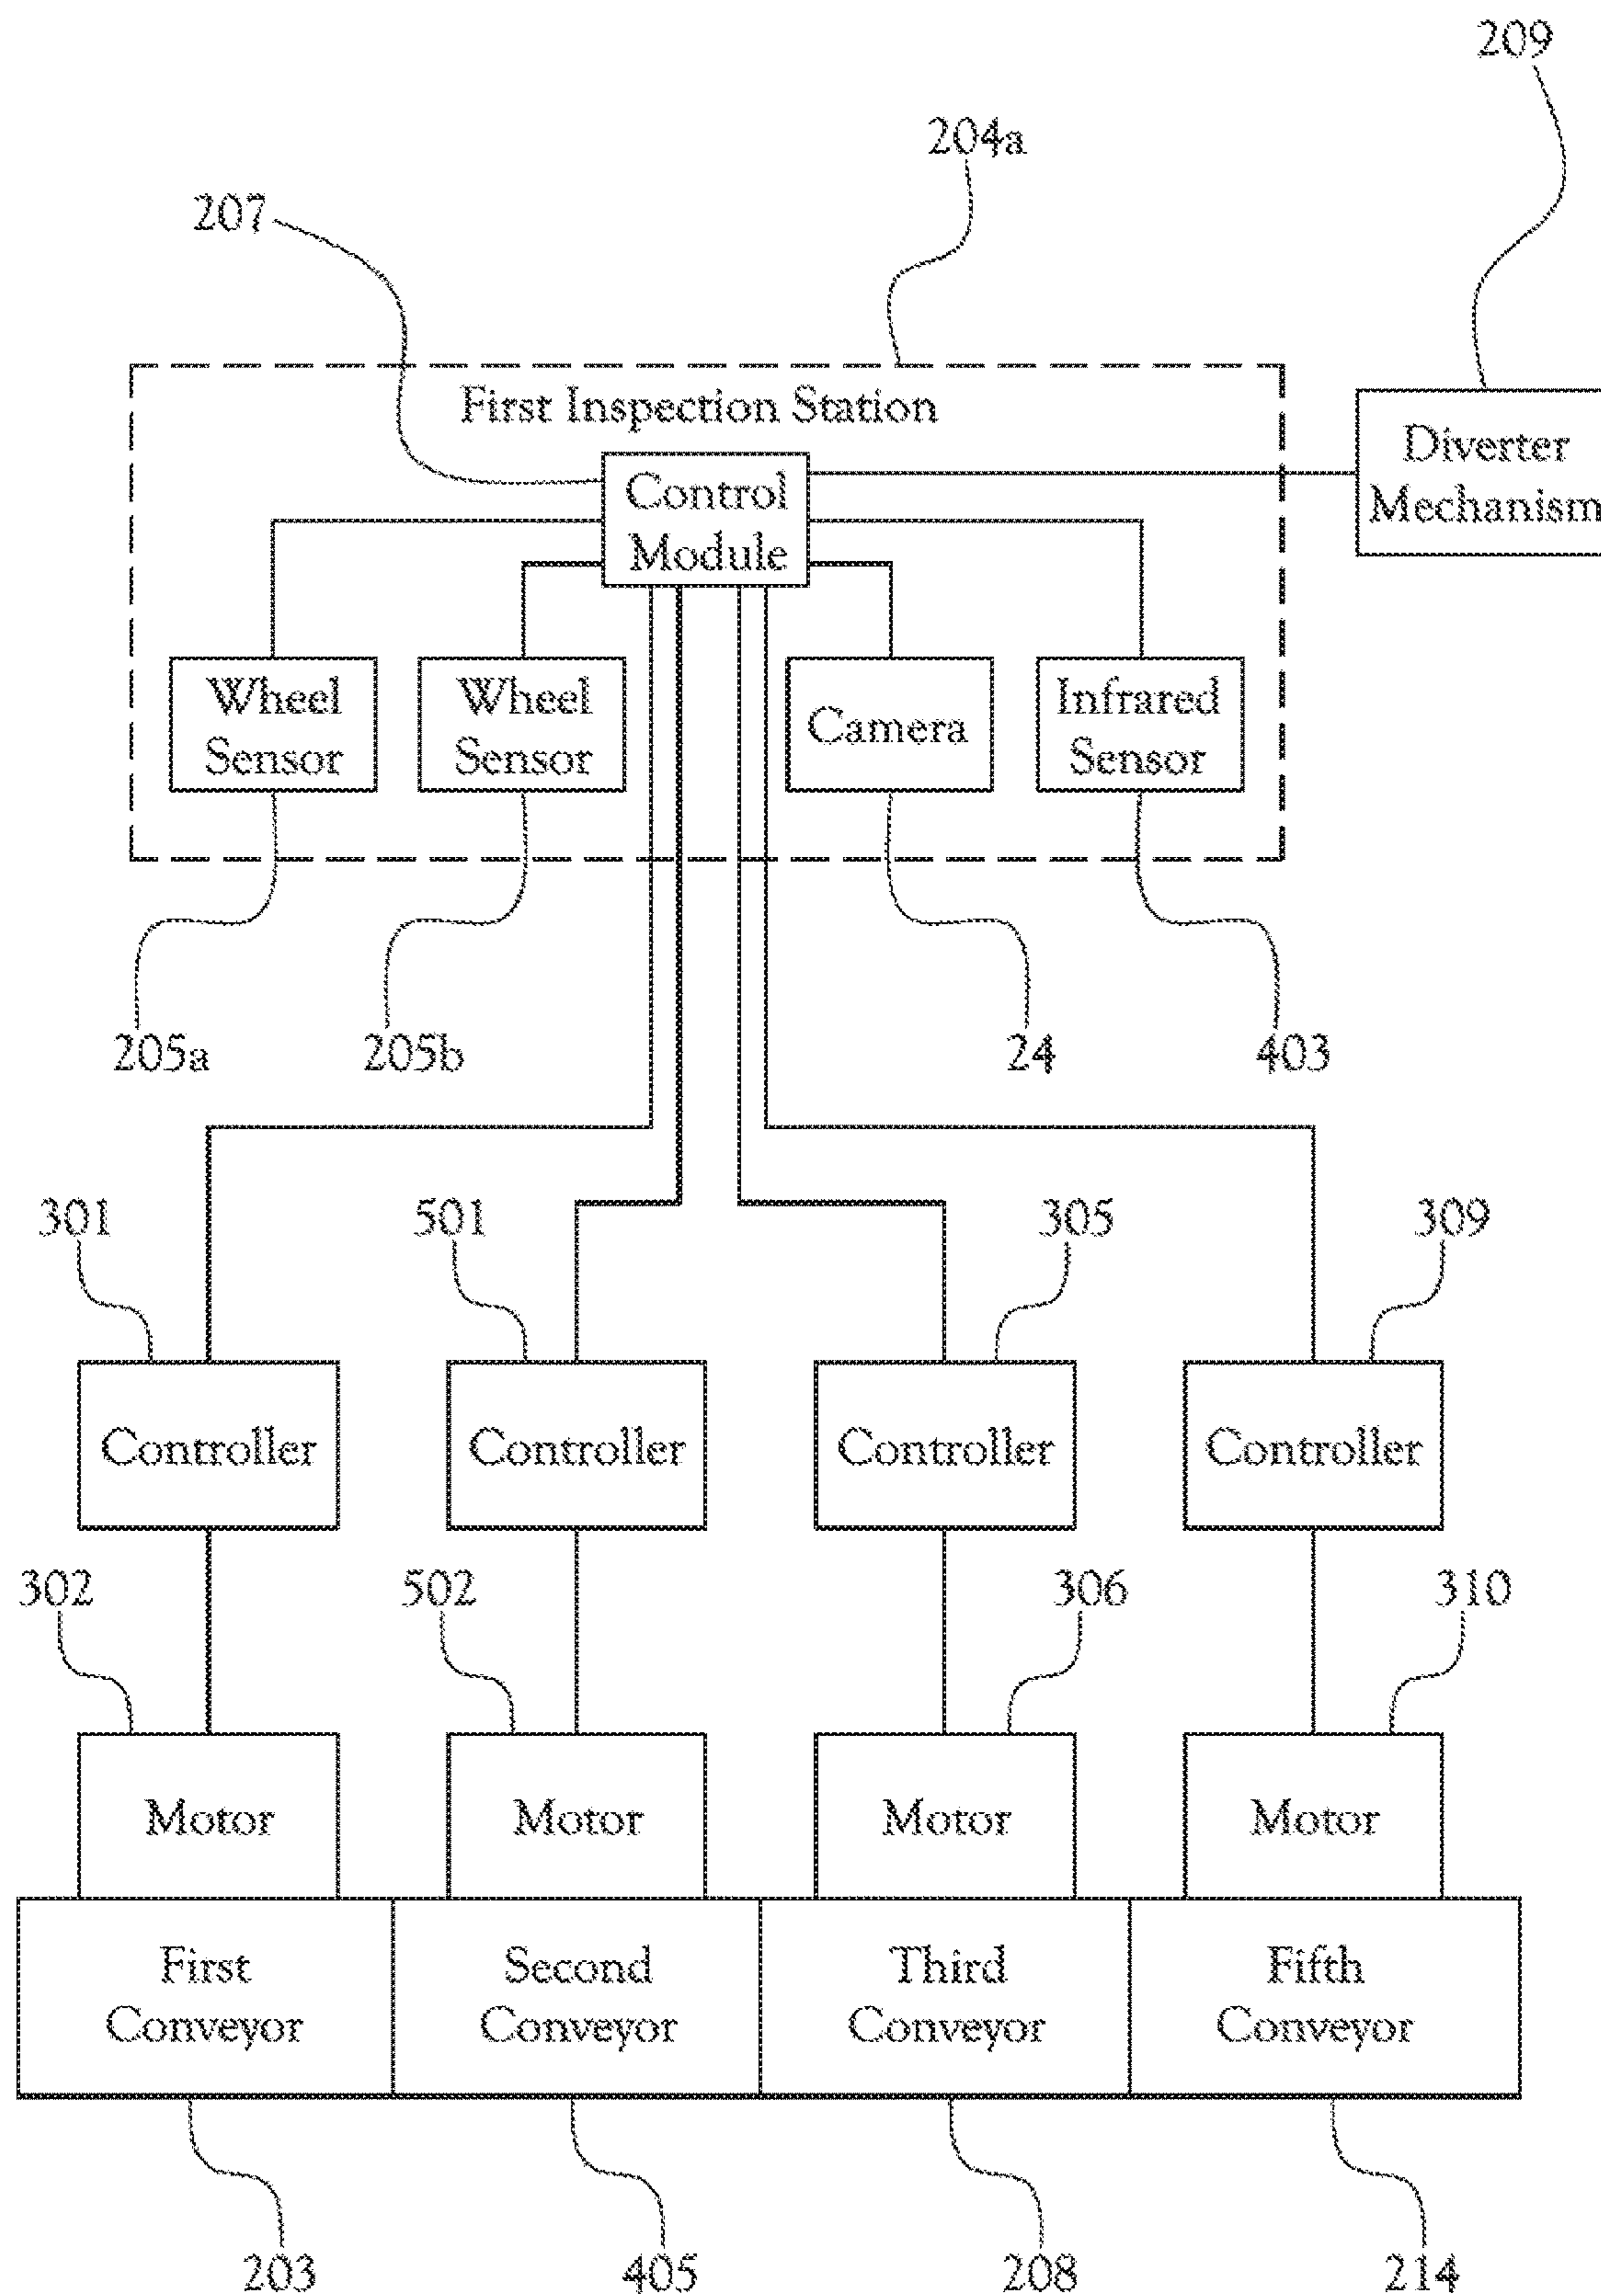 209
204a
207
First Inspection Station
Control
Module
Diverter
Mechanism
Wheel
Sensor
Wheel
Sensor
Camera
Infrared
Sensor
205a
205b
24
403
301
501
305
309
Controller
Controller
Controller
Controller
302
502
306
310
Motor
Motor
Motor
Motor
First
Conveyor
Second
Conveyor
Third
Conveyor
Fifth
Conveyor
203
405
208
214